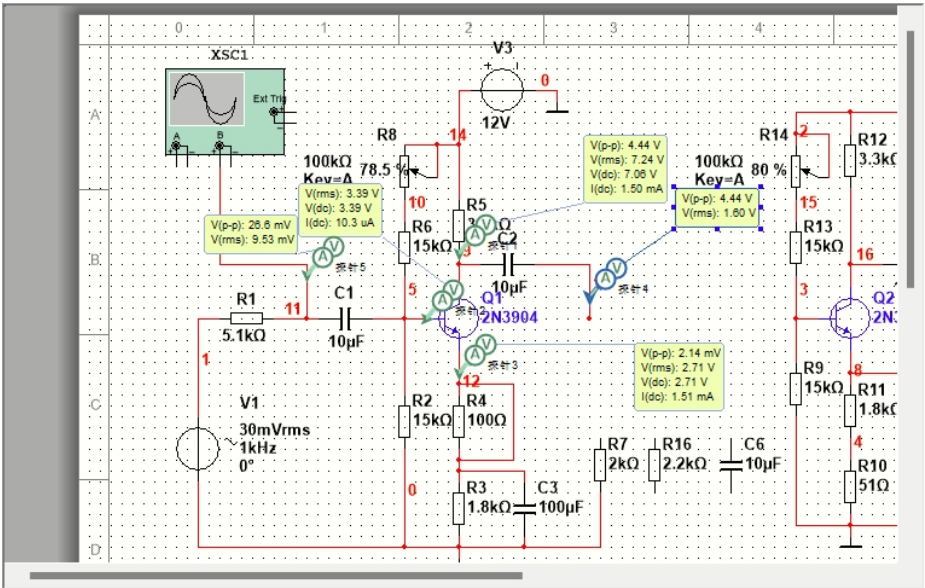 0 1 2 3 4
XSC1
V3
Ext Trig
A B
0
12V
A
R8
14
100kΩ
Key=A
78.5 %
V(p-p): 4.44 V
V(rms): 7.24 V
V(dc): 7.06 V
I(dc): 1.50 mA
R14
2
100kΩ
Key=A
80 %
R12
3.3kΩ
V(rms): 3.39 V
V(dc): 3.39 V
I(dc): 10.3 uA
V(p-p): 4.44 V
V(rms): 1.60 V
10
15
V(p-p): 26.6 mV
V(rms): 9.53 mV
R5
R6
15kΩ
R13
15kΩ
探针1
C2
10µF
9
16
B
探针5
探针4
R1
5.1kΩ
11
C1
10µF
5
探针2
Q1
2N3904
3
Q2
1
探针3
12
V(p-p): 2.14 mV
V(rms): 2.71 V
V(dc): 2.71 V
I(dc): 1.51 mA
8
C
R2
15kΩ
R4
100Ω
R9
15kΩ
R11
V1
30mVrms
1kHz
0°
R7
2kΩ
R16
2.2kΩ
C6
10µF
4
0
R3
1.8kΩ
C3
100µF
R10
51Ω
D